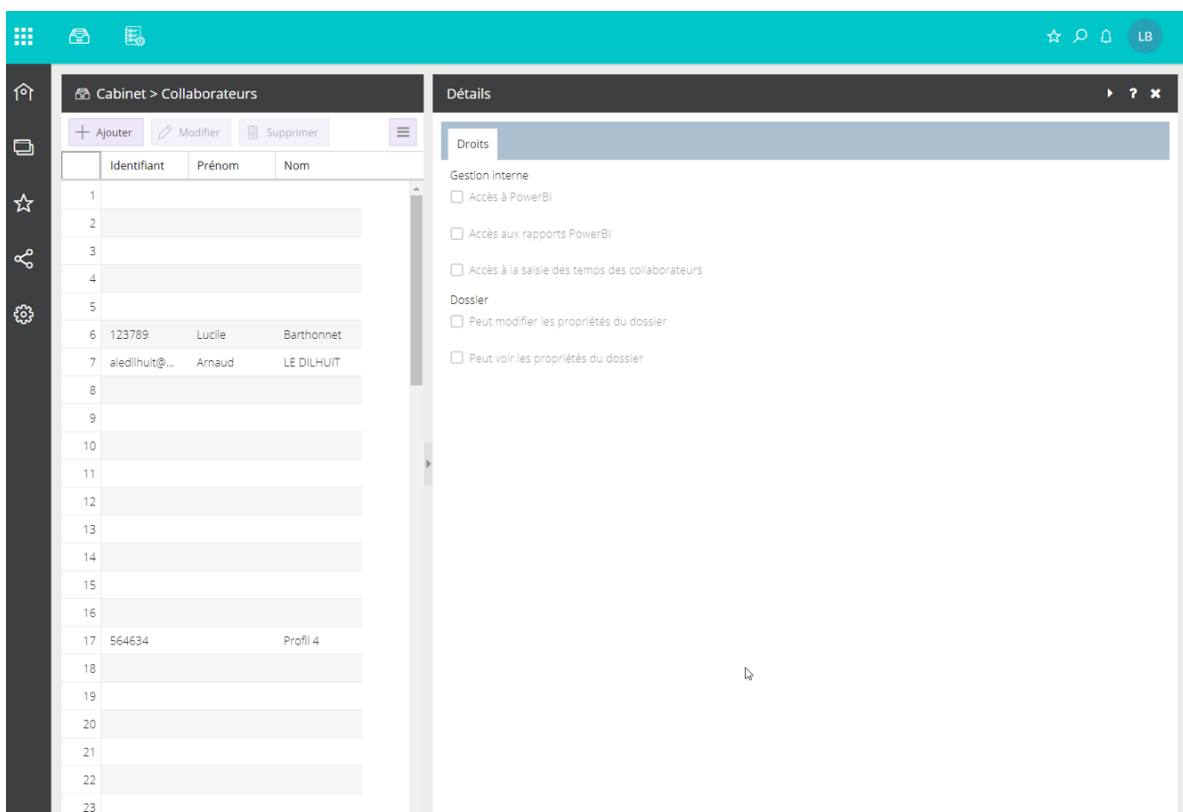 LB
Cabinet > Collaborateurs
Ajouter Modifier Supprimer
Identifiant Prénom Nom
1
2
3
4
5
6 123789 Lucile Barthonnet
7 aledilhuit@... Arnaud LE DILHUIT
8
9
10
11
12
13
14
15
16
17 564634 Profil 4
18
19
20
21
22
23
Détails ?
Droits
Gestion interne
Accès à PowerBI
Accès aux rapports PowerBI
Accès à la saisie des temps des collaborateurs
Dossier
Peut modifier les propriétés du dossier
Peut voir les propriétés du dossier